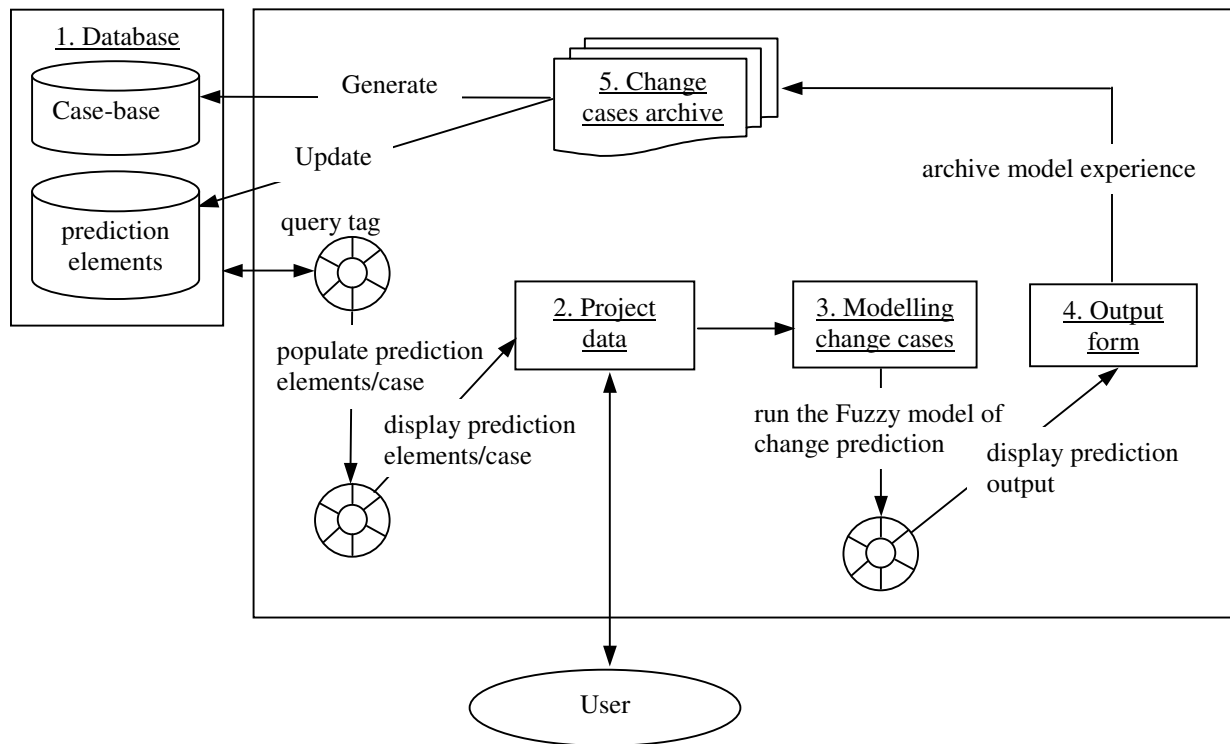 1. Database
Case-base
prediction
elements
Generate
Update
5. Change
cases archive
archive model experience
query tag
populate prediction
elements/case
display prediction
elements/case
2. Project
data
3. Modelling
change cases
4. Output
form
run the Fuzzy model of
change prediction
display prediction
output
User